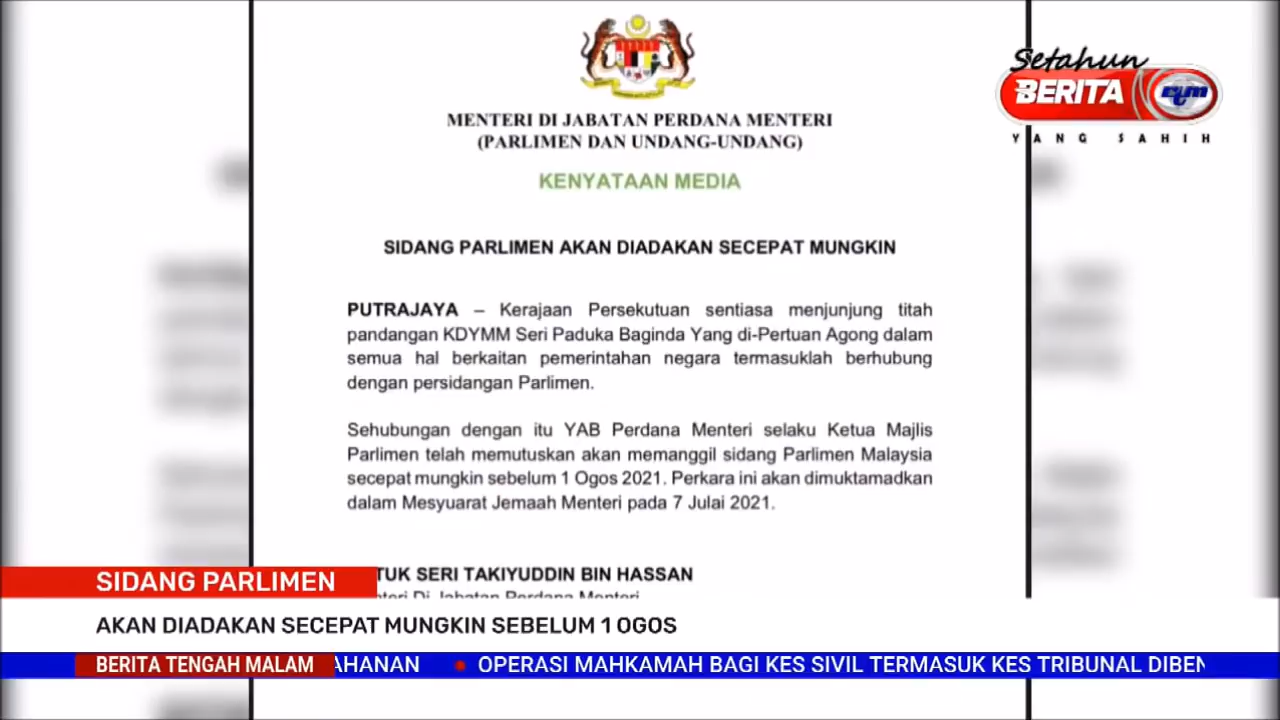 Setahun
BERITA
YANG SAHIH
MENTERI DI JABATAN PERDANA MENTERI
(PARLIMEN DAN UNDANG-UNDANG)
KENYATAAN MEDIA
SIDANG PARLIMEN AKAN DIADAKAN SECEPAT MUNGKIN
PUTRAJAYA – Kerajaan Persekutuan sentiasa menjunjung titah
pandangan KDYMM Seri Paduka Baginda Yang di-Pertuan Agong dalam
semua hal berkaitan pemerintahan negara termasuklah berhubung
dengan persidangan Parlimen.
Sehubungan dengan itu YAB Perdana Menteri selaku Ketua Majlis
Parlimen telah memutuskan akan memanggil sidang Parlimen Malaysia
secepat mungkin sebelum 1 Ogos 2021. Perkara ini akan dimuktamadkan
dalam Mesyuarat Jemaah Menteri pada 7 Julai 2021.
TUK SERI TAKIYUDDIN BIN HASSAN
Di Jabatan Perdana Menteri
SIDANG PARLIMEN
AKAN DIADAKAN SECEPAT MUNGKIN SEBELUM 1 OGOS
BERITA TENGAH MALAM AHANAN • OPERASI MAHKAMAH BAGI KES SIVIL TERMASUK KES TRIBUNAL DIBEN